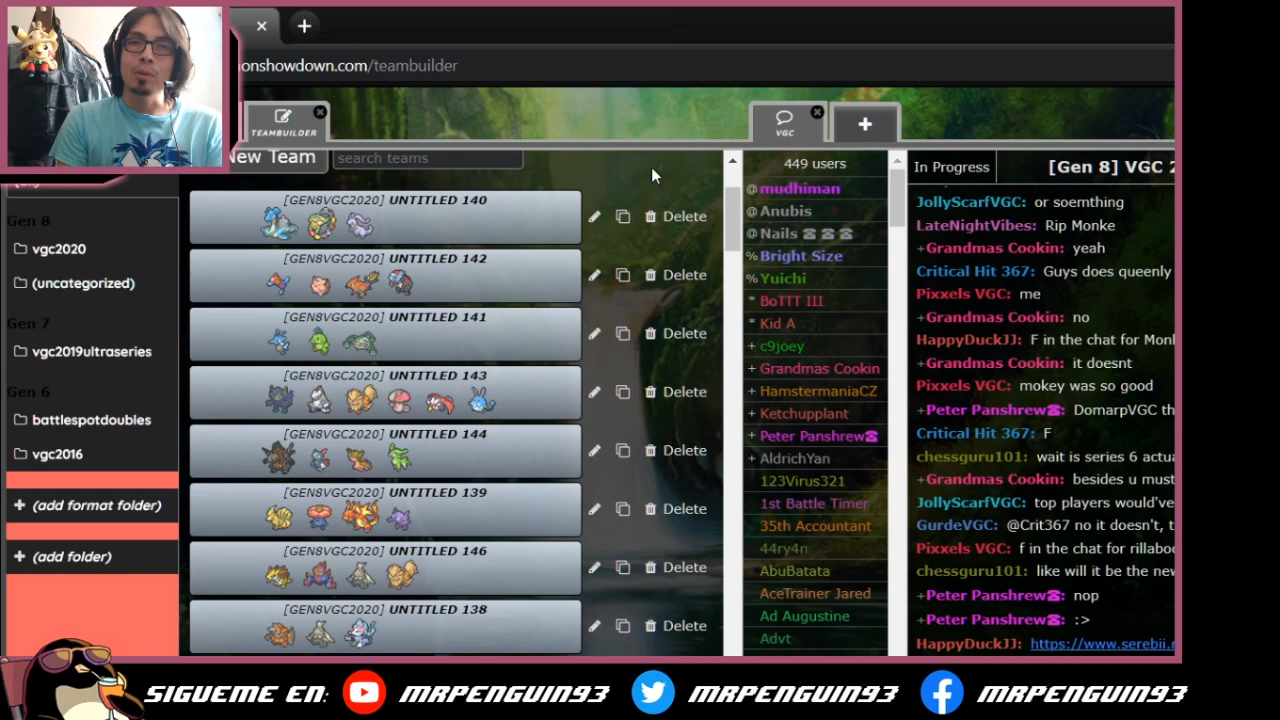 onshowdown.com/teambuilder
TEAMBUILDER
VGC
New Team
search teams
449 users
In Progress
[Gen 8] VGC 2
Gen 8
vgc2020
(uncategorized)
Gen 7
vgc2019ultraseries
Gen 6
battlespotdoubles
vgc2016
+ (add format folder)
+ (add folder)
[GEN8VGC2020] UNTITLED 140
Delete
[GEN8VGC2020] UNTITLED 142
Delete
[GEN8VGC2020] UNTITLED 141
Delete
[GEN8VGC2020] UNTITLED 143
Delete
[GEN8VGC2020] UNTITLED 144
Delete
[GEN8VGC2020] UNTITLED 139
Delete
[GEN8VGC2020] UNTITLED 146
Delete
[GEN8VGC2020] UNTITLED 138
Delete
@ mudhiman
@ Anubis
@ Nails ☎ ☎ ☎
% Bright Size
% Yuichi
* BoTTT III
* Kid A
+ c9joey
+ Grandmas Cookin
+ HamstermaniaCZ
+ Ketchupplant
+ Peter Panshrew☎
+ AldrichYan
123Virus321
1st Battle Timer
35th Accountant
44ry4n
AbuBatata
AceTrainer Jared
Ad Augustine
Advt
JollyScarfVGC: or soemthing
LateNightVibes: Rip Monke
+Grandmas Cookin: yeah
Critical Hit 367: Guys does queenly
Pixxels VGC: me
+Grandmas Cookin: no
HappyDuckJJ: F in the chat for Monl
+Grandmas Cookin: it doesnt
Pixxels VGC: mokey was so good
+Peter Panshrew☎: DomarpVGC th
Critical Hit 367: F
chessguru101: wait is series 6 actua
+Grandmas Cookin: besides u must
JollyScarfVGC: top players would've
GurdeVGC: @Crit367 no it doesn't, t
Pixxels VGC: f in the chat for rillaboo
chessguru101: like will it be the new
+Peter Panshrew☎: nop
+Peter Panshrew☎: :>
HappyDuckJJ: https://www.serebii.r
SIGUEME EN: MRPENGUIN93 MRPENGUIN93 MRPENGUIN93